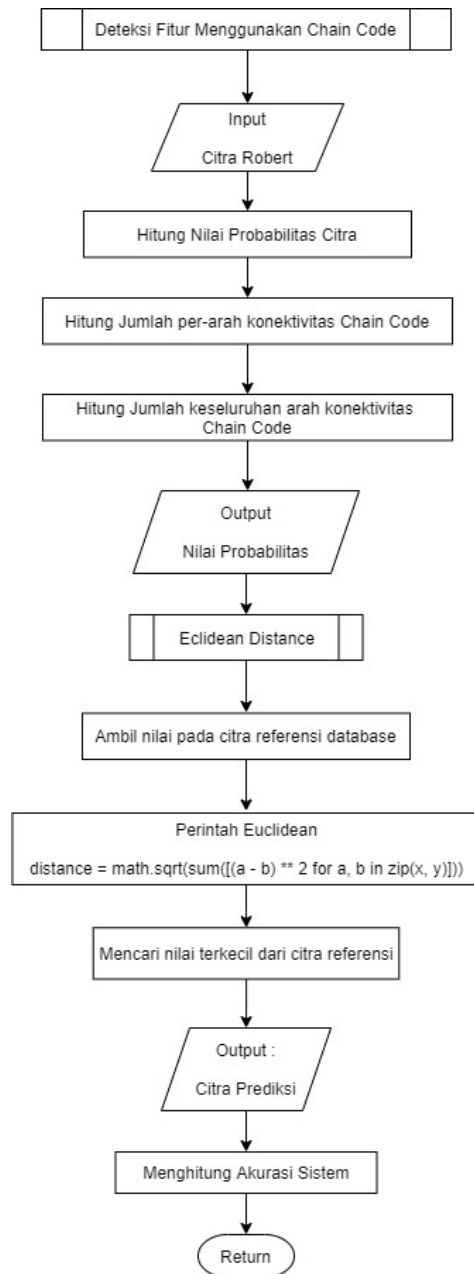 Deteksi Fitur Menggunakan Chain Code
Input
Citra Robert
Hitung Nilai Probabilitas Citra
Hitung Jumlah per-arah konektivitas Chain Code
Hitung Jumlah keseluruhan arah konektivitas
Chain Code
Output
Nilai Probabilitas
Eclidean Distance
Ambil nilai pada citra referensi database
Perintah Euclidean
distance = math.sqrt(sum([(a - b) ** 2 for a, b in zip(x, y)]))
Mencari nilai terkecil dari citra referensi
Output :
Citra Prediksi
Menghitung Akurasi Sistem
Return